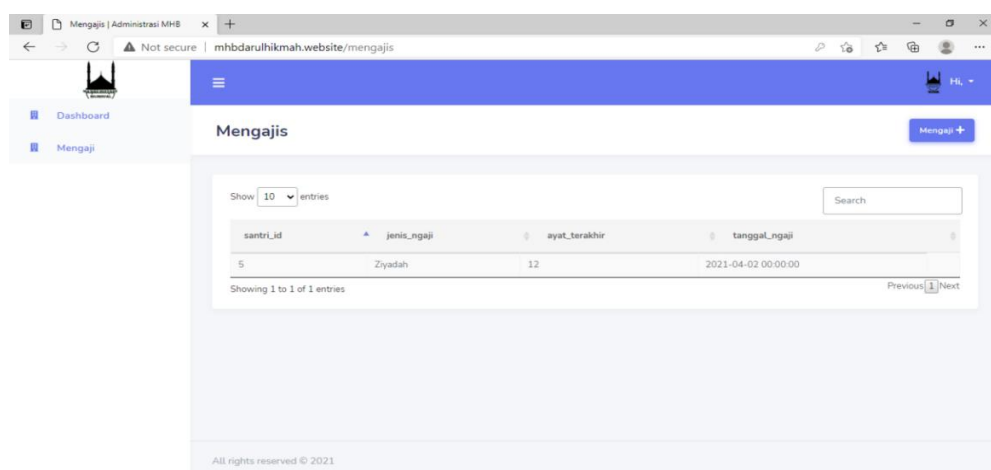 Mengajis | Administrasi MHB
Not secure | mhbdarulhikmah.website/mengajis
Hi,
Dashboard
Mengaji
Mengajis
Mengaji +
Show 10 entries
Search
santri_id jenis_ngaji ayat_terakhir tanggal_ngaji
5 Ziyadah 12 2021-04-02 00:00:00
Showing 1 to 1 of 1 entries
Previous 1 Next
All rights reserved © 2021